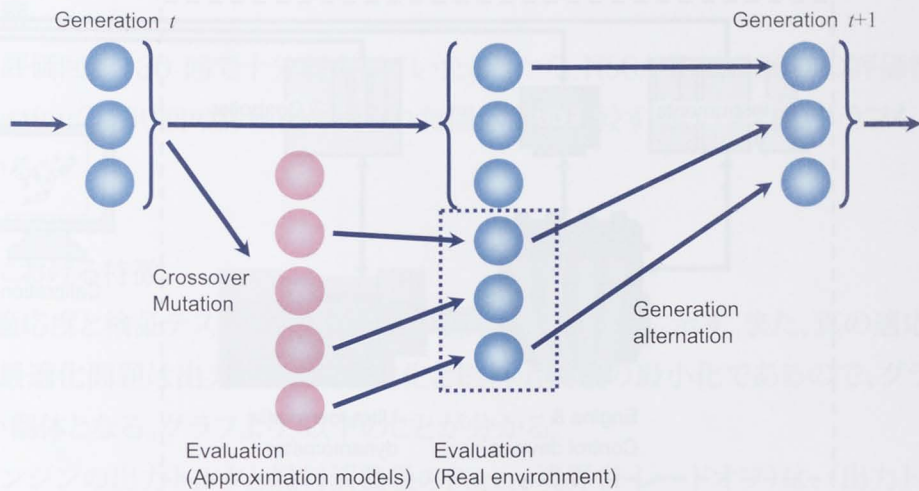 Generation t
Generation t+1
Crossover
Mutation
Generation
alternation
Evaluation
(Approximation models)
Evaluation
(Real environment)